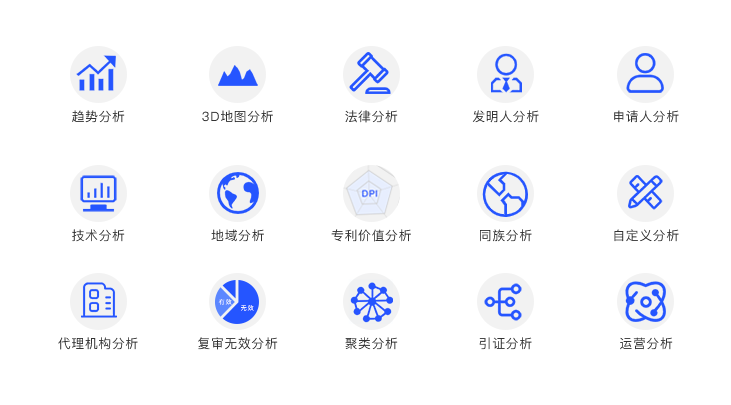 趋势分析
3D地图分析
法律分析
发明人分析
申请人分析
DPI
技术分析
地域分析
专利价值分析
同族分析
自定义分析
有效
无效
代理机构分析
复审无效分析
聚类分析
引证分析
运营分析